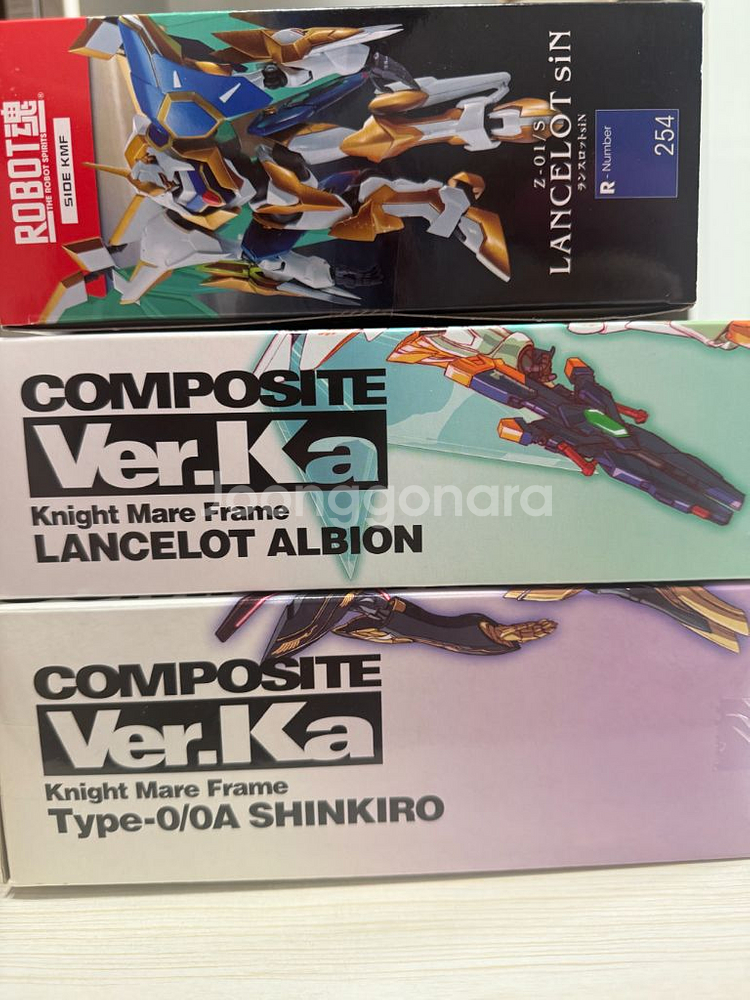 ROBOT魂
THE ROBOT SPIRITS
SIDE KMF
Z-01/S
LANCELOT siN
ランスロットsiN
R - Number
254
COMPOSITE
Ver.Ka
Knight Mare Frame
LANCELOT ALBION
Joonggonara
COMPOSITE
Ver.Ka
Knight Mare Frame
Type-0/0A SHINKIRO